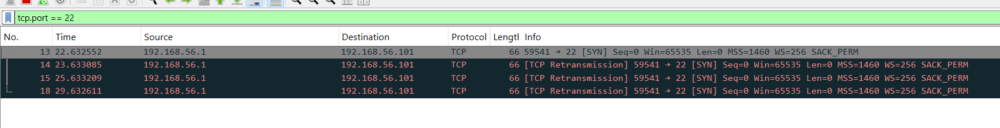 tcp.port == 22
No. Time Source Destination Protocol Length Info
13 22.632552 192.168.56.1 192.168.56.101 TCP 66 59541 → 22 [SYN] Seq=0 Win=65535 Len=0 MSS=1460 WS=256 SACK_PERM
14 23.633085 192.168.56.1 192.168.56.101 TCP 66 [TCP Retransmission] 59541 → 22 [SYN] Seq=0 Win=65535 Len=0 MSS=1460 WS=256 SACK_PERM
15 25.633209 192.168.56.1 192.168.56.101 TCP 66 [TCP Retransmission] 59541 → 22 [SYN] Seq=0 Win=65535 Len=0 MSS=1460 WS=256 SACK_PERM
18 29.632611 192.168.56.1 192.168.56.101 TCP 66 [TCP Retransmission] 59541 → 22 [SYN] Seq=0 Win=65535 Len=0 MSS=1460 WS=256 SACK_PERM